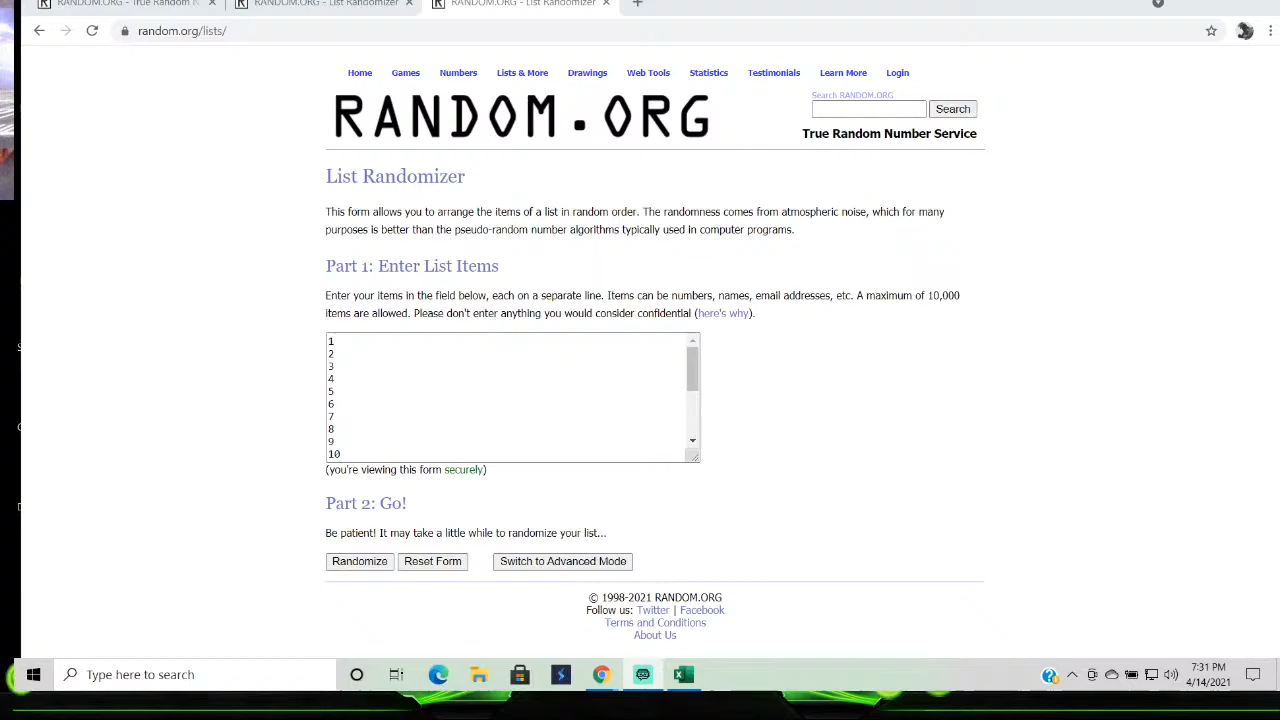 RANDOM.ORG - True Random N
RANDOM.ORG - List Randomizer
RANDOM.ORG - List Randomizer
random.org/lists/
Home Games Numbers Lists & More Drawings Web Tools Statistics Testimonials Learn More Login
RANDOM.ORG
Search RANDOM.ORG
Search
True Random Number Service
List Randomizer
This form allows you to arrange the items of a list in random order. The randomness comes from atmospheric noise, which for many
purposes is better than the pseudo-random number algorithms typically used in computer programs.
Part 1: Enter List Items
Enter your items in the field below, each on a separate line. Items can be numbers, names, email addresses, etc. A maximum of 10,000
items are allowed. Please don't enter anything you would consider confidential (here's why).
1
2
3
4
5
6
7
8
9
10
(you're viewing this form securely)
Part 2: Go!
Be patient! It may take a little while to randomize your list...
Randomize Reset Form Switch to Advanced Mode
© 1998-2021 RANDOM.ORG
Follow us: Twitter | Facebook
Terms and Conditions
About Us
Type here to search
7:31 PM
4/14/2021